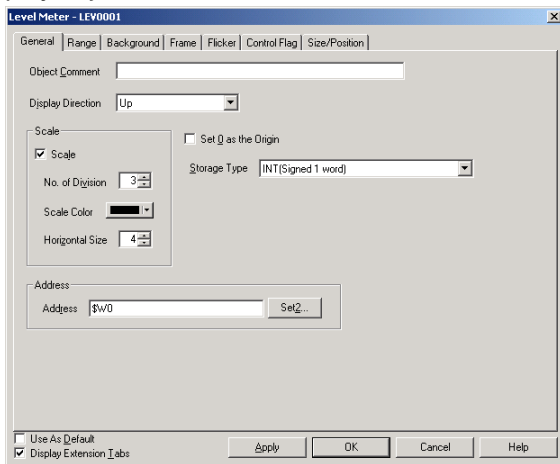 Level Meter - LEV0001
General Range Background Frame Flicker Control Flag Size/Position
Object Comment
Display Direction Up
Scale
Set 0 as the Origin
Scale
Storage Type INT(Signed 1 word)
No. of Division 3
Scale Color
Horizontal Size 4
Address
Address $W0 Set2...
Use As Default
Display Extension Tabs
Apply OK Cancel Help